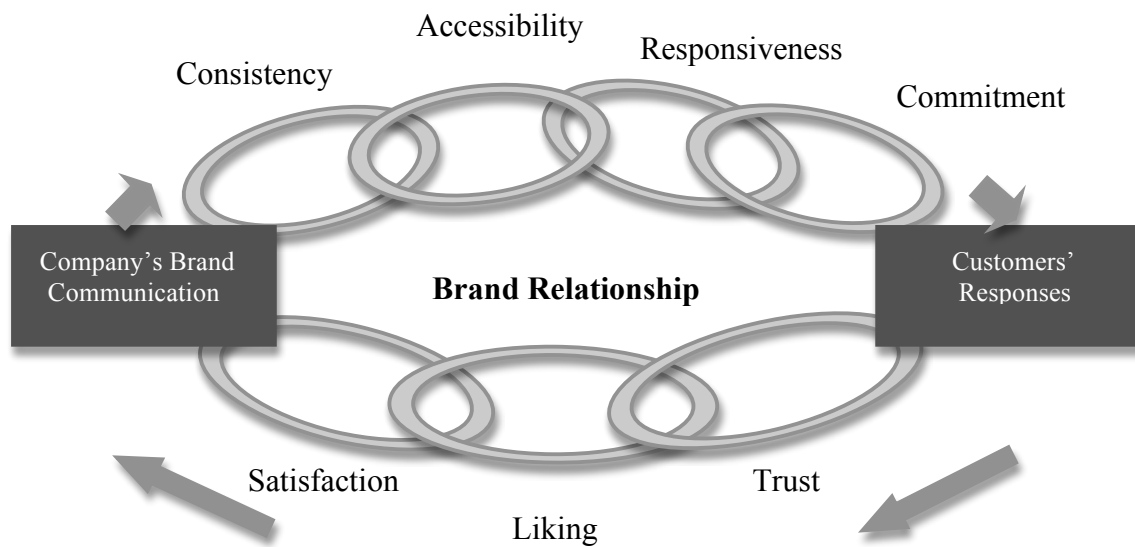 Accessibility
Responsiveness
Consistency
Commitment
Company’s Brand
Communication
Brand Relationship
Customers’
Responses
Satisfaction
Trust
Liking